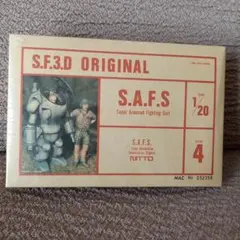 S.F.3.D ORIGINAL
S.A.F.S
Super Armored Fighting Suit
1/20
S.A.F.S.
NITTO
4